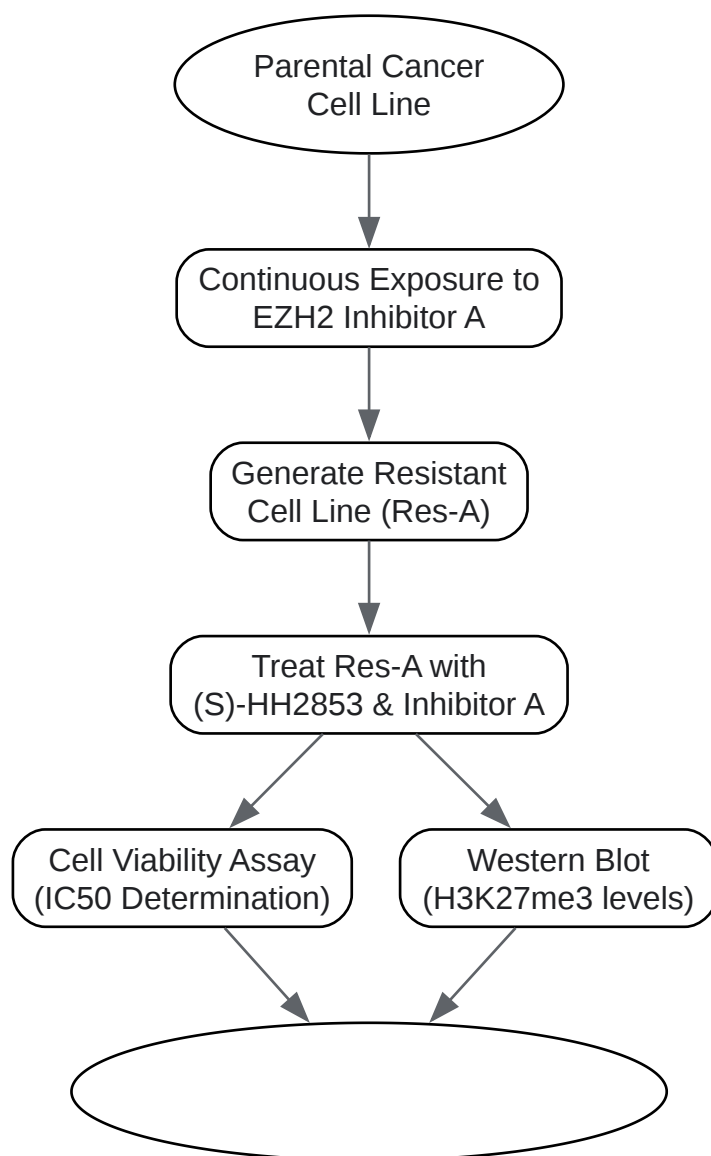 Parental Cancer
Cell Line
Continuous Exposure to
EZH2 Inhibitor A
Generate Resistant
Cell Line (Res-A)
Treat Res-A with
(S)-HH2853 & Inhibitor A
Cell Viability Assay
(IC50 Determination)
Western Blot
(H3K27me3 levels)